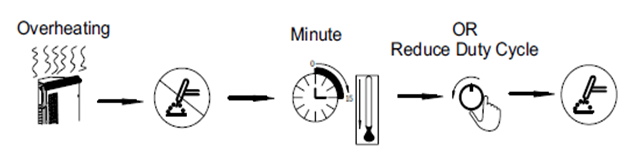 Overheating
Minute
0
15
OR
Reduce Duty Cycle